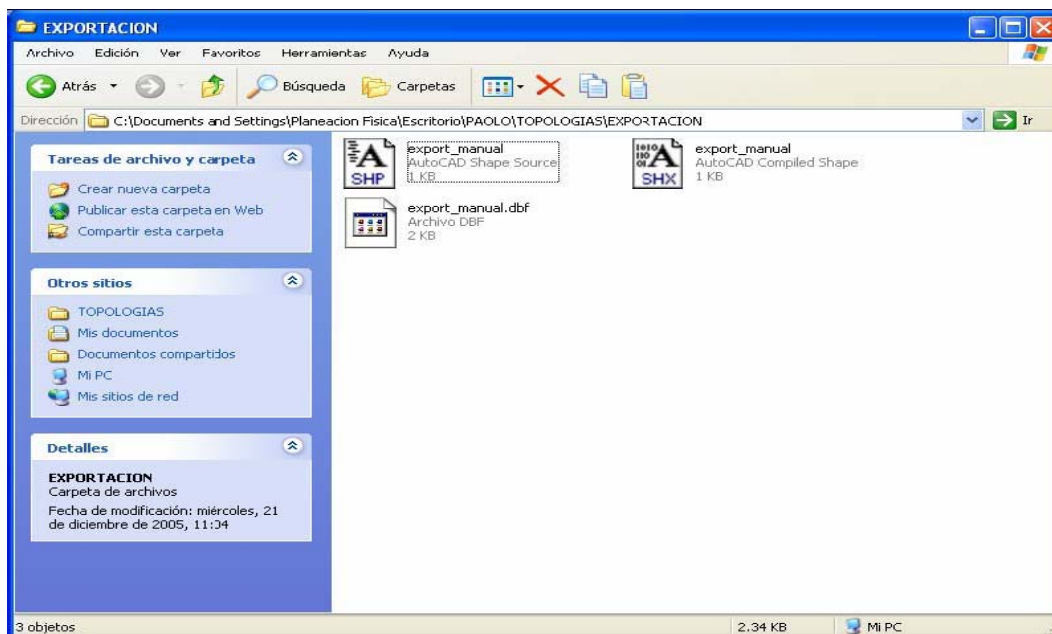 EXPORTACION
Archivo Edición Ver Favoritos Herramientas Ayuda
Atrás Búsqueda Carpetas
Dirección C:\Documents and Settings\Planeacion Fisica\Escritorio\PAOLO\TOPOLOGIAS\EXPORTACION Ir
Tareas de archivo y carpeta
Crear nueva carpeta
Publicar esta carpeta en Web
Compartir esta carpeta
Otros sitios
TOPOLOGIAS
Mis documentos
Documentos compartidos
Mi PC
Mis sitios de red
Detalles
EXPORTACION
Carpeta de archivos
Fecha de modificación: miércoles, 21
de diciembre de 2005, 11:04
SHP
export_manual
AutoCAD Shape Source
1 KB
SHX
export_manual
AutoCAD Compiled Shape
1 KB
export_manual.dbf
Archivo DBF
2 KB
3 objetos 2.34 KB Mi PC